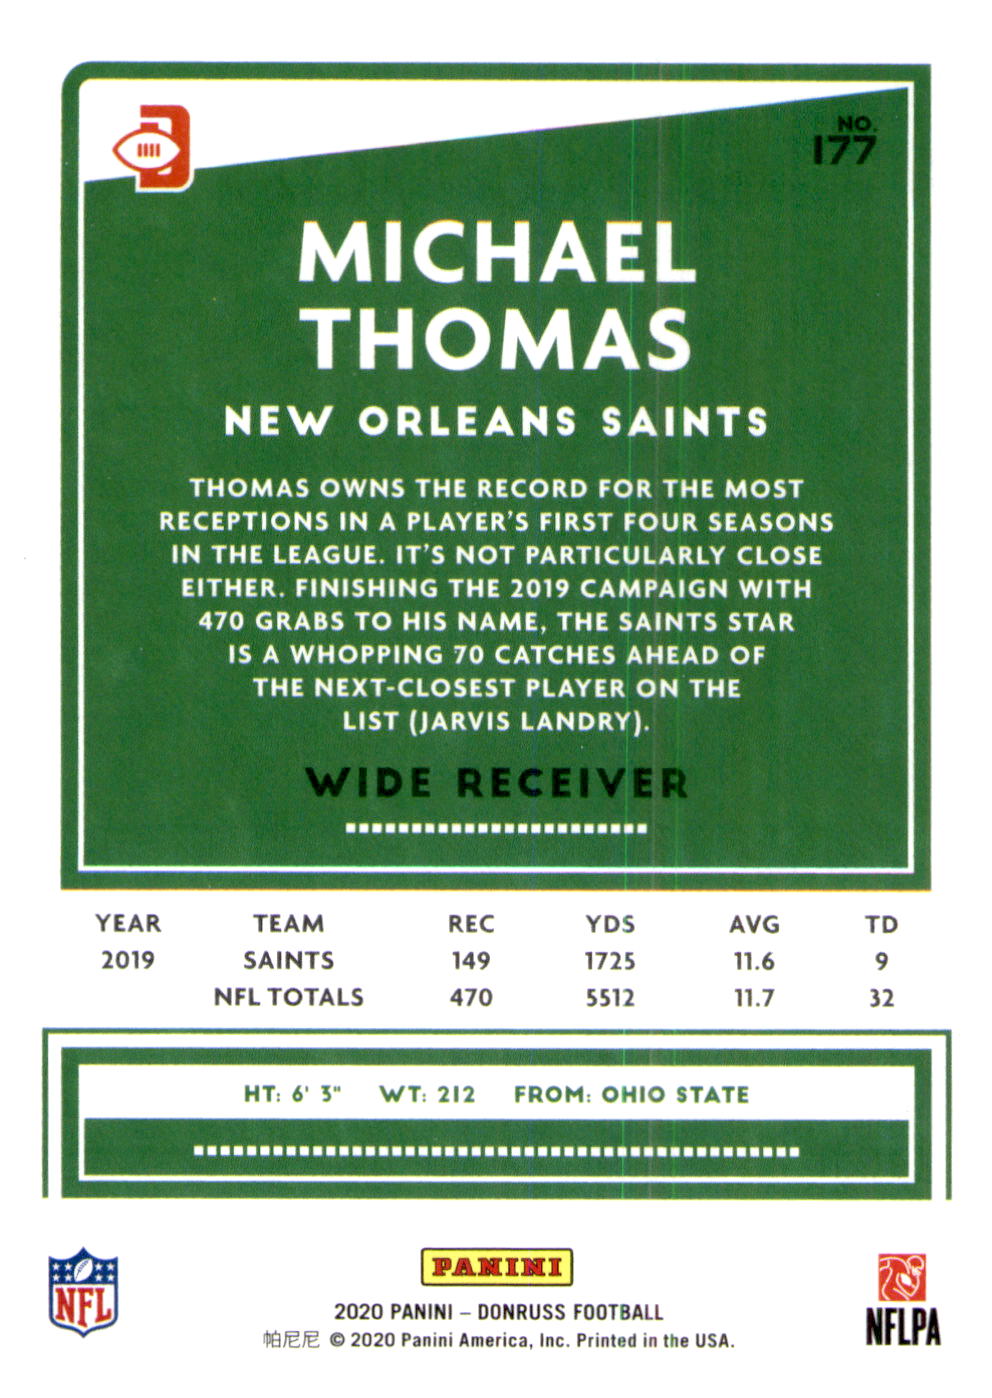 NO.
177
MICHAEL
THOMAS
NEW ORLEANS SAINTS
THOMAS OWNS THE RECORD FOR THE MOST
RECEPTIONS IN A PLAYER'S FIRST FOUR SEASONS
IN THE LEAGUE. IT'S NOT PARTICULARLY CLOSE
EITHER. FINISHING THE 2019 CAMPAIGN WITH
470 GRABS TO HIS NAME, THE SAINTS STAR
IS A WHOPPING 70 CATCHES AHEAD OF
THE NEXT-CLOSEST PLAYER ON THE
LIST (JARVIS LANDRY).
WIDE RECEIVER
YEAR TEAM REC YDS AVG TD
2019 SAINTS 149 1725 11.6 9
NFL TOTALS 470 5512 11.7 32
HT: 6' 3" WT: 212 FROM: OHIO STATE
NFL
PANINI
NFLPA
2020 PANINI – DONRUSS FOOTBALL
帕尼尼 © 2020 Panini America, Inc. Printed in the USA.